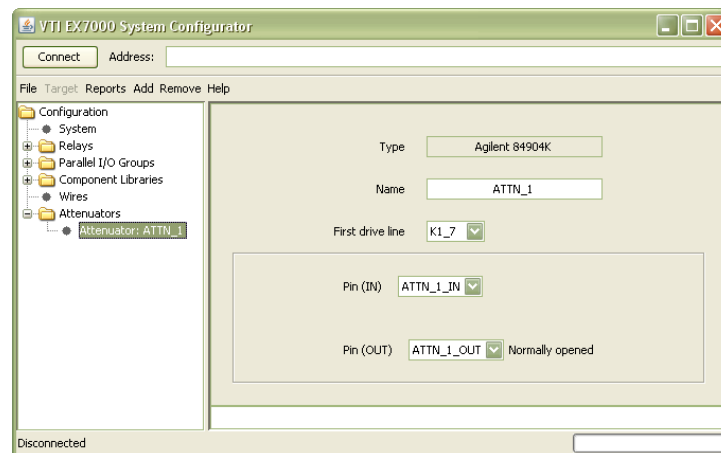 VTI EX7000 System Configurator
Connect Address:
File Target Reports Add Remove Help
Configuration
System
Relays
Parallel I/O Groups
Component Libraries
Wires
Attenuators
Attenuator: ATTN_1
Type Agilent 84904K
Name ATTN_1
First drive line K1_7
Pin (IN) ATTN_1_IN
Pin (OUT) ATTN_1_OUT Normally opened
Disconnected